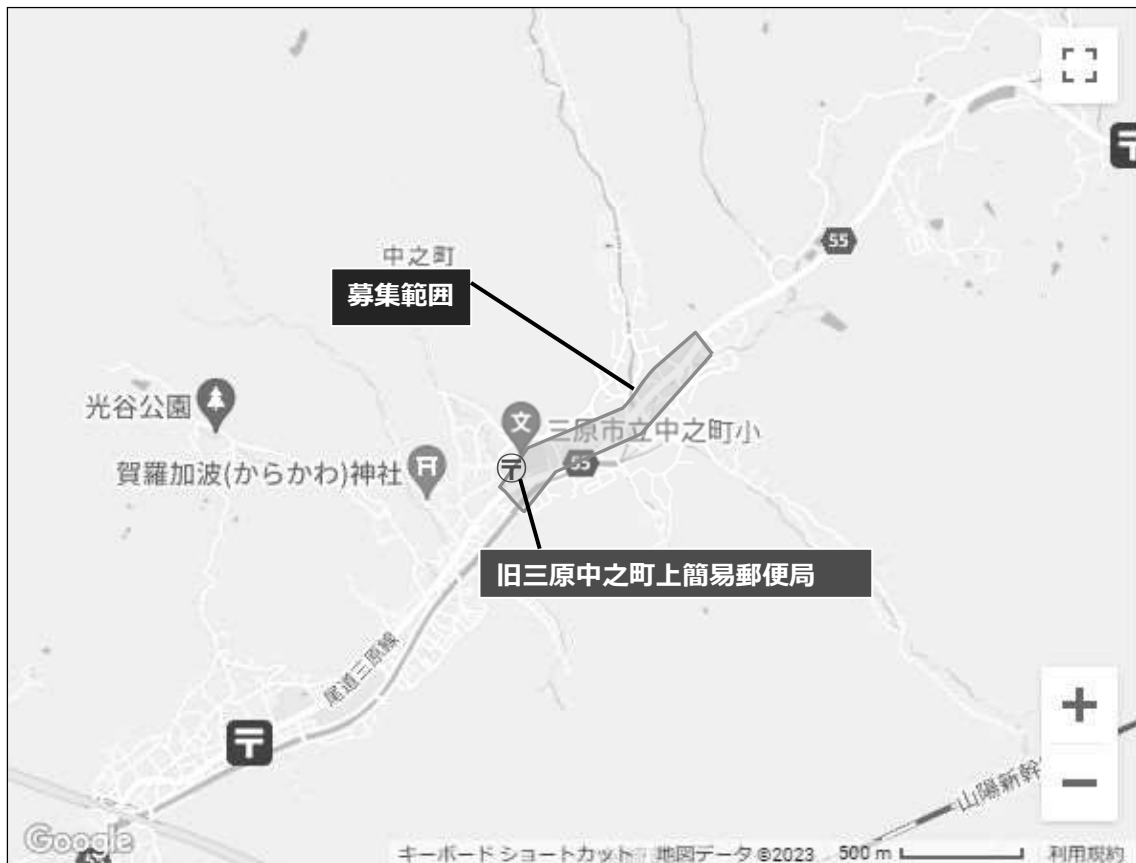 55
中之町
募集範囲
光谷公園
三原市立中之町小
賀羅加波(からかわ)神社
55
旧三原中之町上簡易郵便局
尾道三原線
山陽新幹
Google
キーボード ショートカット 地図データ ©2023 500 m 利用規約